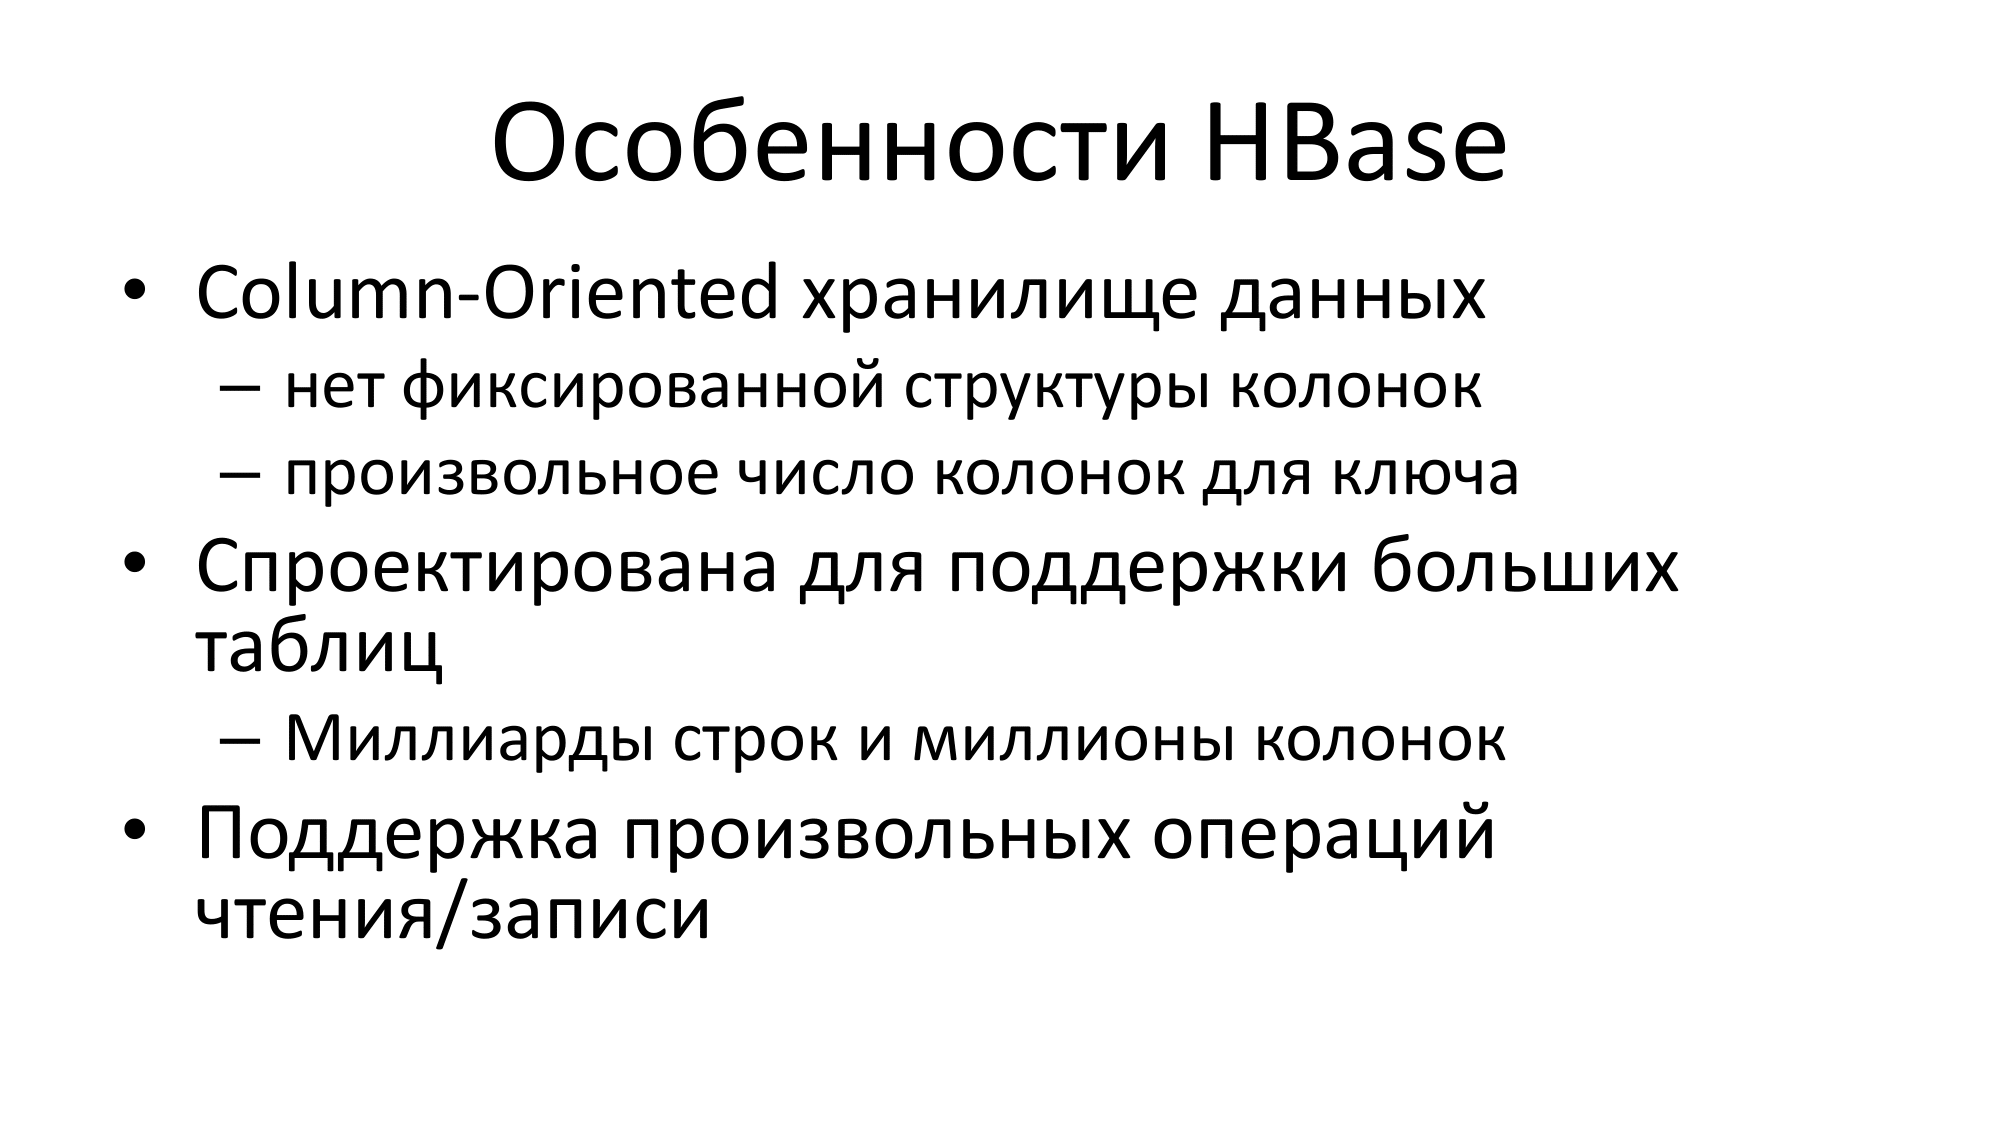 Особенности HBase
• Column-Oriented хранилище данных
– нет фиксированной структуры колонок
– произвольное число колонок для ключа
• Спроектирована для поддержки больших
таблиц
– Миллиарды строк и миллионы колонок
• Поддержка произвольных операций
чтения/записи